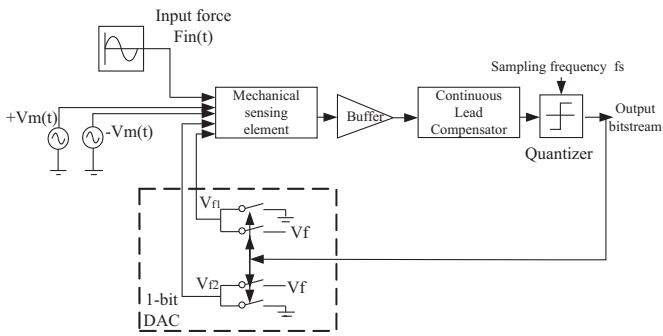 Input force
Fin(t)
+Vm(t)
-Vm(t)
Mechanical
sensing
element
Buffer
Continuous
Lead
Compensator
Sampling frequency fs
Quantizer
Output
bitstream
Vf1
Vf
Vf2
Vf
1-bit
DAC